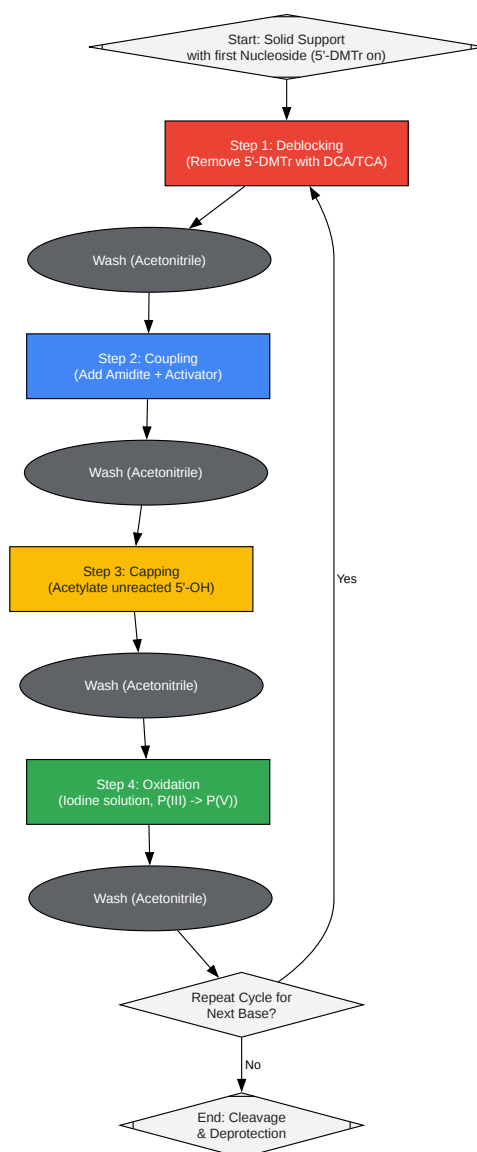 Start: Solid Support
with first Nucleoside (5'-DMTr on)
Step 1: Deblocking
(Remove 5'-DMTr with DCA/TCA)
Wash (Acetonitrile)
Step 2: Coupling
(Add Amidite + Activator)
Wash (Acetonitrile)
Step 3: Capping
(Acetylate unreacted 5'-OH)
Wash (Acetonitrile)
Step 4: Oxidation
(Iodine solution, P(III) -> P(V))
Wash (Acetonitrile)
Repeat Cycle for
Next Base?
Yes
No
End: Cleavage
& Deprotection